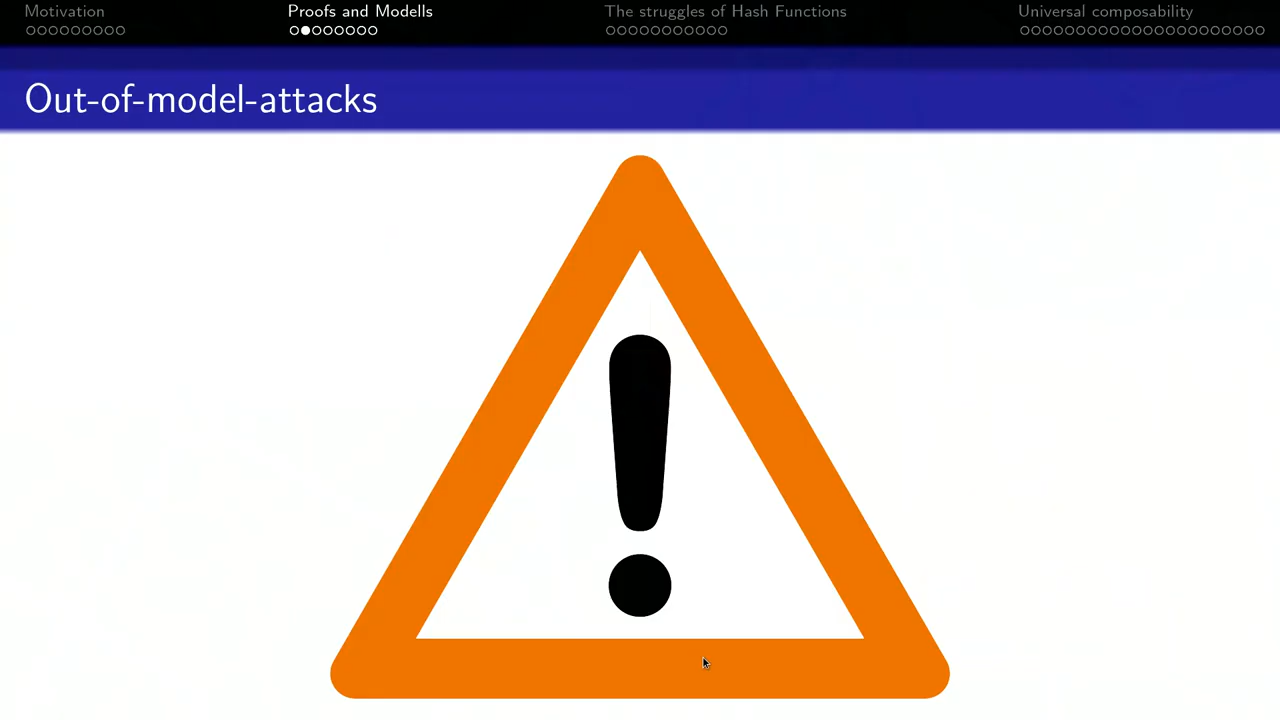 Motivation
Proofs and Modells
The struggles of Hash Functions
Universal composability
Out-of-model-attacks
!